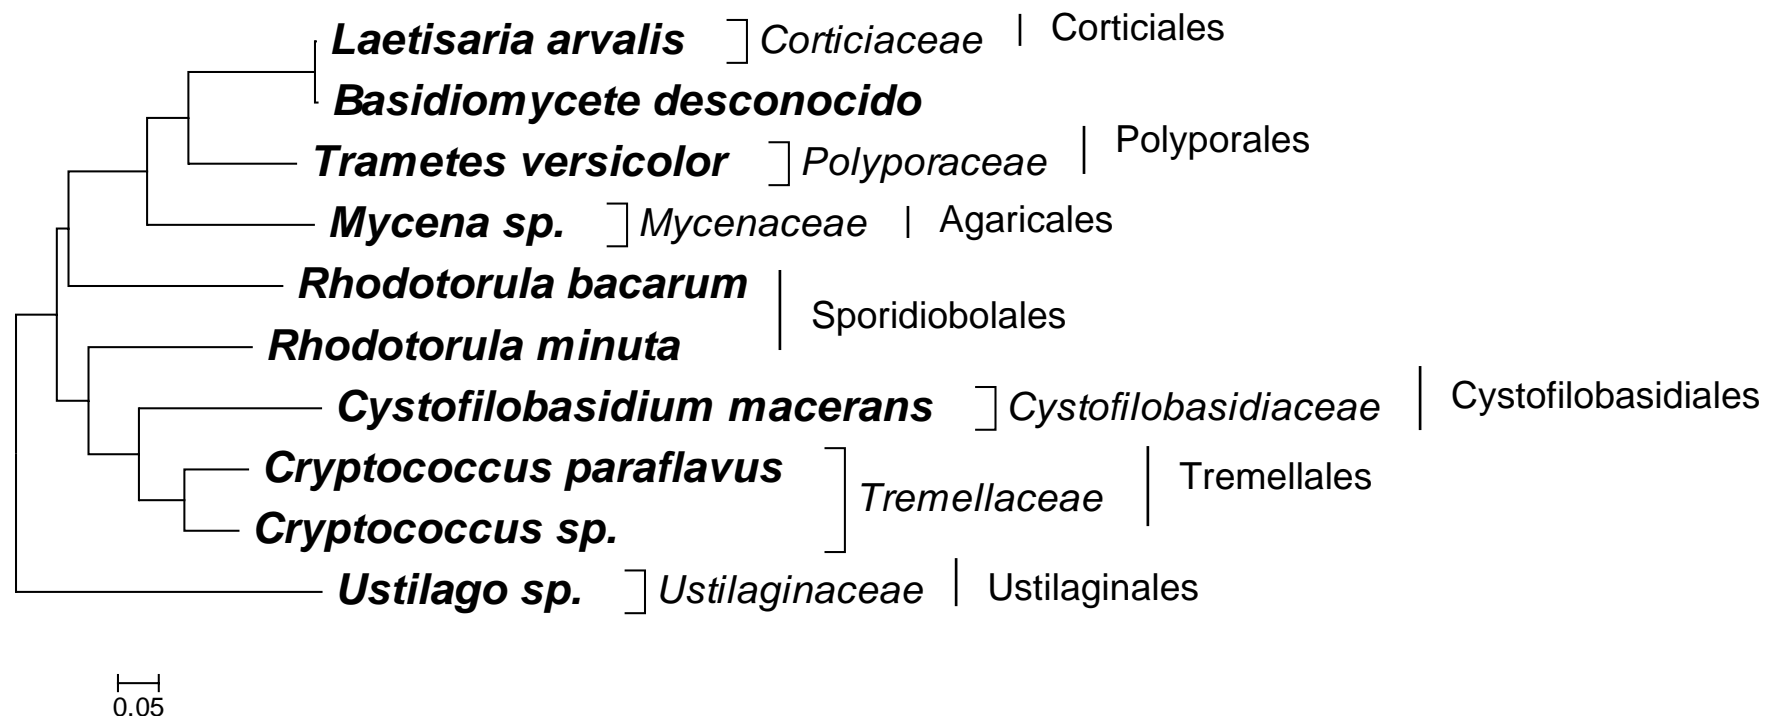 Laetisaria arvalis Corticiaceae Corticiales
Basidiomycete desconocido
Trametes versicolor Polyporaceae Polyporales
Mycena sp. Mycenaceae Agaricales
Rhodotorula bacarum
Sporidiobolales
Rhodotorula minuta
Cystofilobasidium macerans Cystofilobasidiaceae Cystofilobasidiales
Cryptococcus paraflavus
Tremellaceae Tremellales
Cryptococcus sp.
Ustilago sp. Ustilaginaceae Ustilaginales
0.05